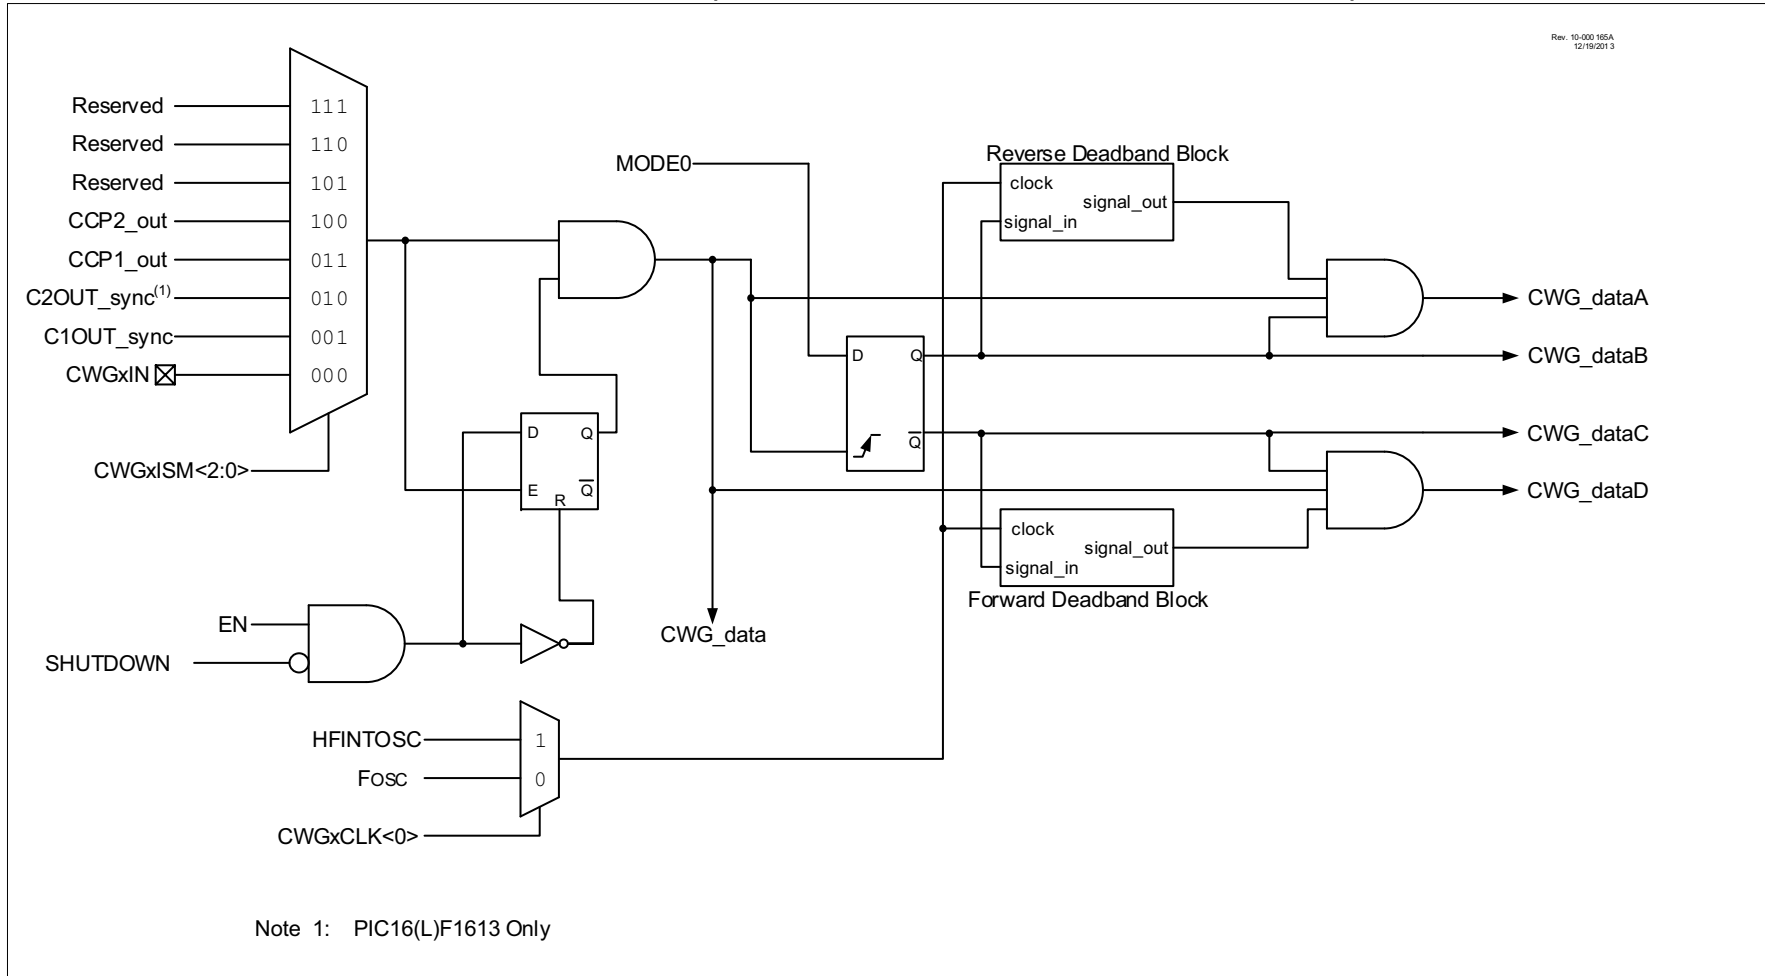 Rev. 10-000 165A
12/19/201 3
Reserved
111
Reserved
110
Reserved
101
CCP2_out
100
CCP1_out
011
C2OUT_sync(1)
010
C1OUT_sync
001
CWGxIN
000
CWGxISM<2:0>
MODE0
Reverse Deadband Block
clock
signal_out
signal_in
CWG_dataA
D
Q
CWG_dataB
Q
CWG_dataC
D
Q
E
Q
R
CWG_dataD
clock
signal_out
signal_in
Forward Deadband Block
EN
SHUTDOWN
CWG_data
HFINTOSC
1
FOSC
0
CWGxCLK<0>
Note 1: PIC16(L)F1613 Only